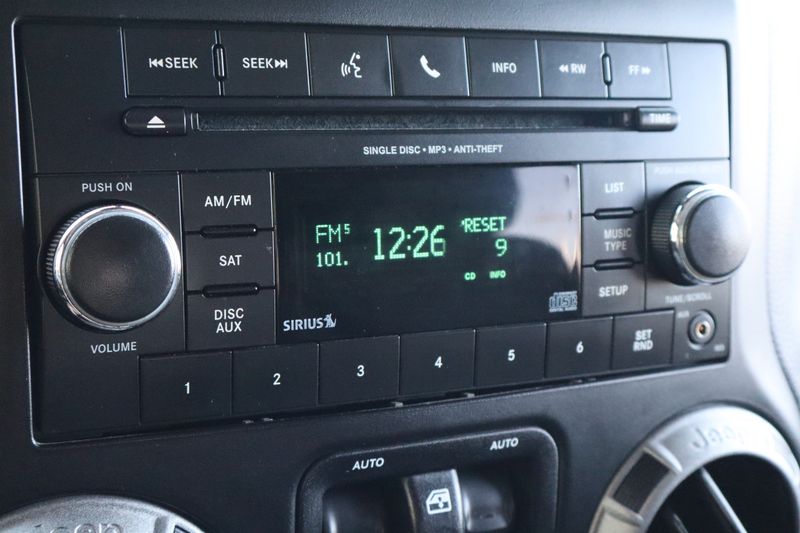 SEEK SEEK INFO RW FF
TIME
SINGLE DISC • MP3 • ANTI-THEFT
PUSH ON
AM/FM
SAT
DISC
AUX
VOLUME
FM5 12:26 RESET
101. 9
CD INFO
SIRIUS
LIST
MUSIC
TYPE
SETUP
TUNE/SCROLL
1 2 3 4 5 6
SET
RND
AUTO AUTO
Jeep
Jeep